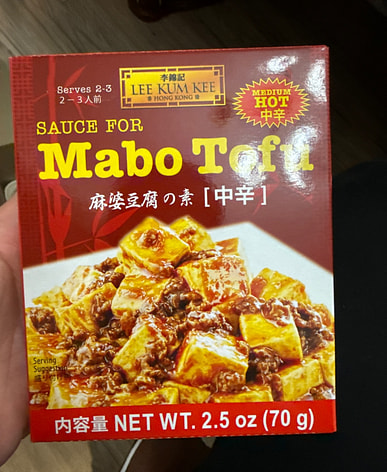 Serves 2-3
2－3人前
李錦記
LEE KUM KEE
HONG KONG
MEDIUM
HOT
中辛
SAUCE FOR
Mabo Tofu
麻婆豆腐の素 [中辛]
Serving
Suggestion
内容量 NET WT. 2.5 oz (70 g)